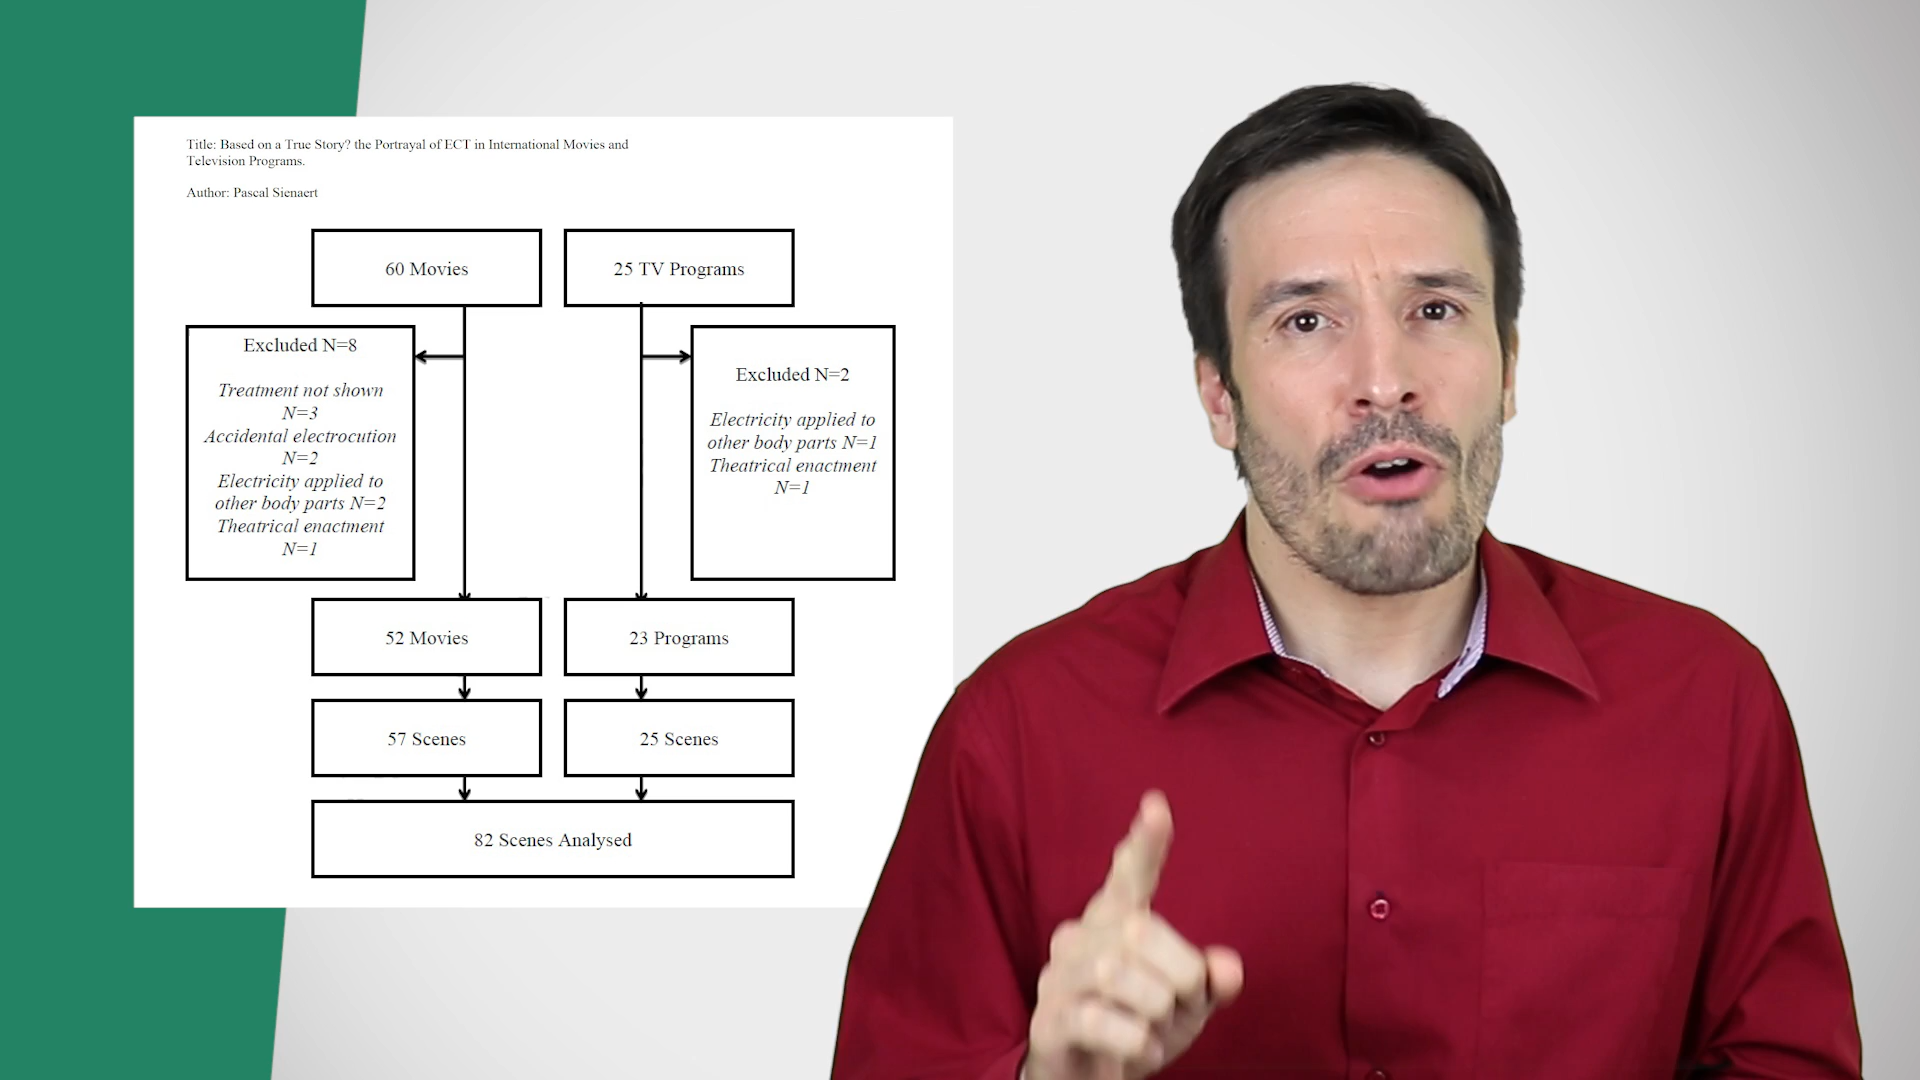 Title: Based on a True Story? the Portrayal of ECT in International Movies and
Television Programs.
Author: Pascal Sienaert
60 Movies
25 TV Programs
Excluded N=8
Treatment not shown
N=3
Accidental electrocution
N=2
Electricity applied to
other body parts N=2
Theatrical enactment
N=1
Excluded N=2
Electricity applied to
other body parts N=1
Theatrical enactment
N=1
52 Movies
23 Programs
57 Scenes
25 Scenes
82 Scenes Analysed